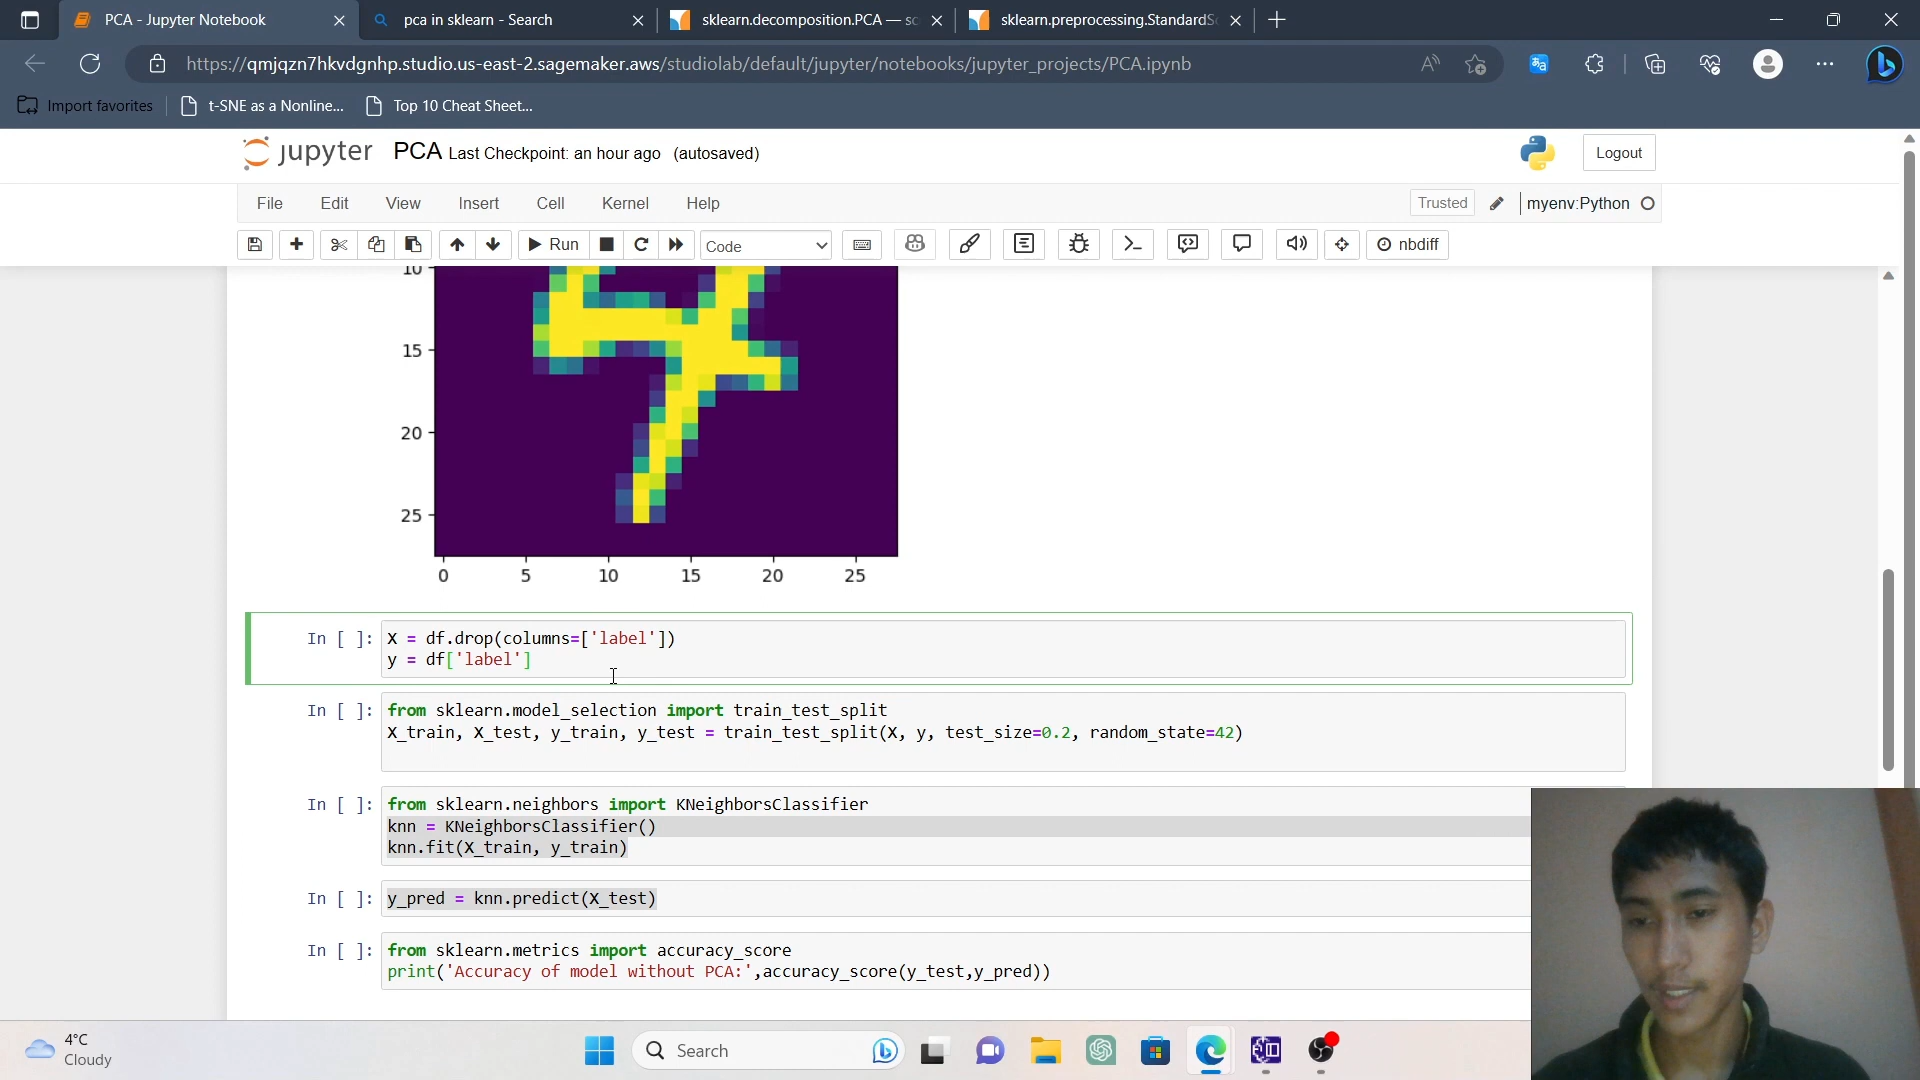 PCA - Jupyter Notebook
pca in sklearn - Search
sklearn.decomposition.PCA — sc
sklearn.preprocessing.StandardSc
https://qmjqzn7hkvdgnhp.studio.us-east-2.sagemaker.aws/studiolab/default/jupyter/notebooks/jupyter_projects/PCA.ipynb
Import favorites
t-SNE as a Nonline...
Top 10 Cheat Sheet...
jupyter PCA Last Checkpoint: an hour ago (autosaved)
Logout
File Edit View Insert Cell Kernel Help
Trusted
myenv:Python
Run
Code
nbdiff
10
15
20
25
0 5 10 15 20 25
In [ ]: X = df.drop(columns=['label'])
y = df['label']
In [ ]: from sklearn.model_selection import train_test_split
X_train, X_test, y_train, y_test = train_test_split(X, y, test_size=0.2, random_state=42)
In [ ]: from sklearn.neighbors import KNeighborsClassifier
knn = KNeighborsClassifier()
knn.fit(X_train, y_train)
In [ ]: y_pred = knn.predict(X_test)
In [ ]: from sklearn.metrics import accuracy_score
print('Accuracy of model without PCA:',accuracy_score(y_test,y_pred))
4°C
Cloudy
Search